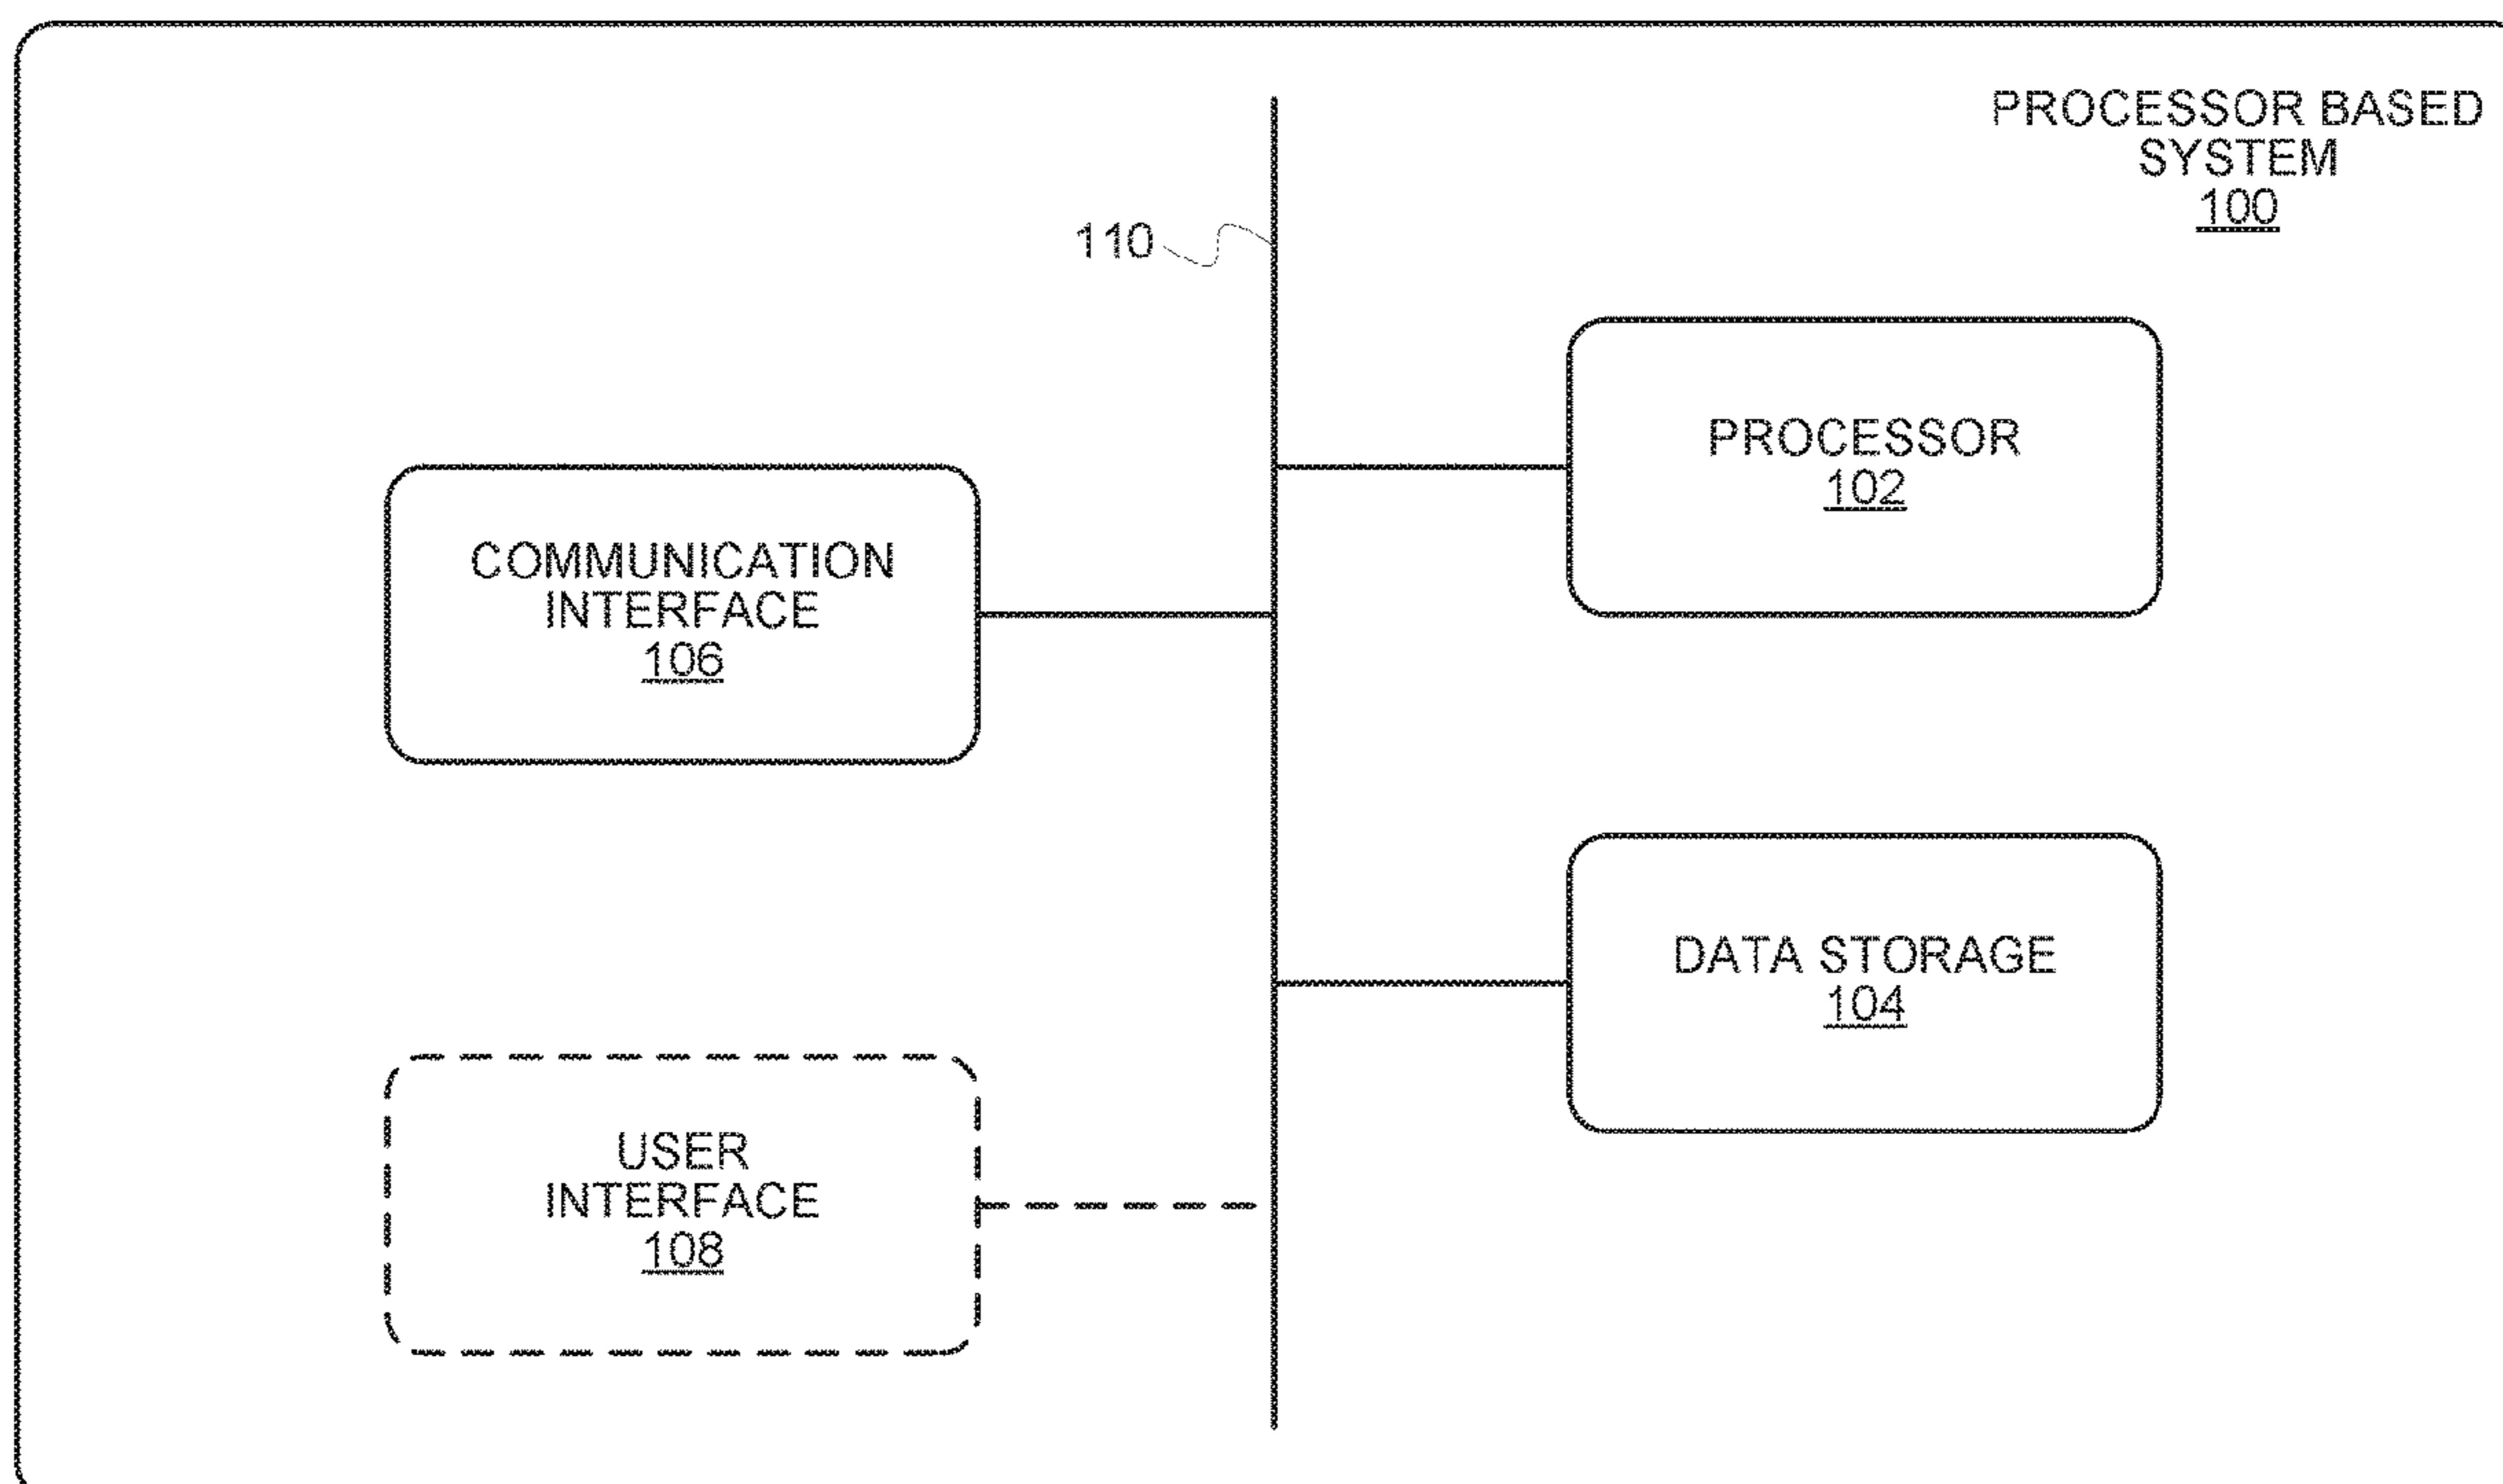 PROCESSOR BASED
SYSTEM
100
110
PROCESSOR
102
COMMUNICATION
INTERFACE
106
DATA STORAGE
104
USER
INTERFACE
108